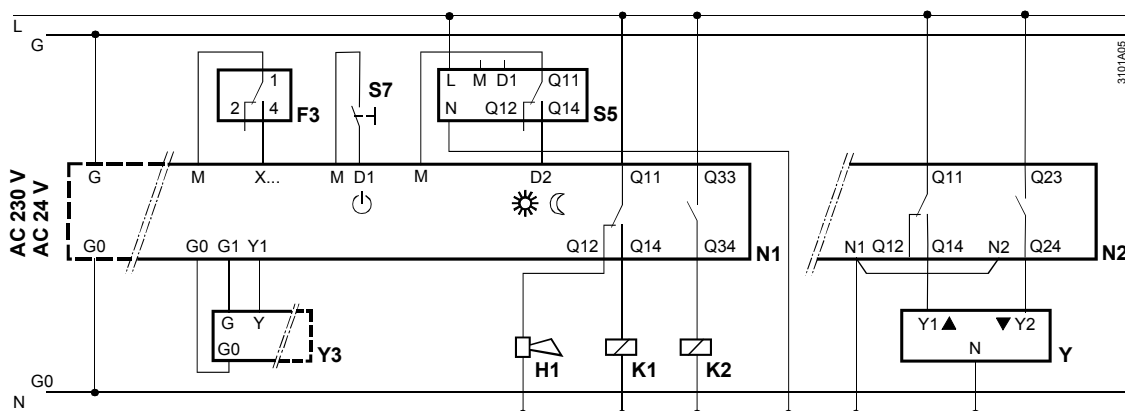 L
G
3101A05
1
2 4
F3
S7
L M D1 Q11
N Q12 Q14
S5
AC 230 V
AC 24 V
G M X... M D1 M D2 Q11 Q33
G0 G0 G1 Y1 Q12 Q14 Q34
N1
Q11 Q23
N1 Q12 Q14 N2 Q24
N2
G Y
G0
Y3
H1
K1
K2
Y1 ▲ ▼ Y2
N
Y
G0
N